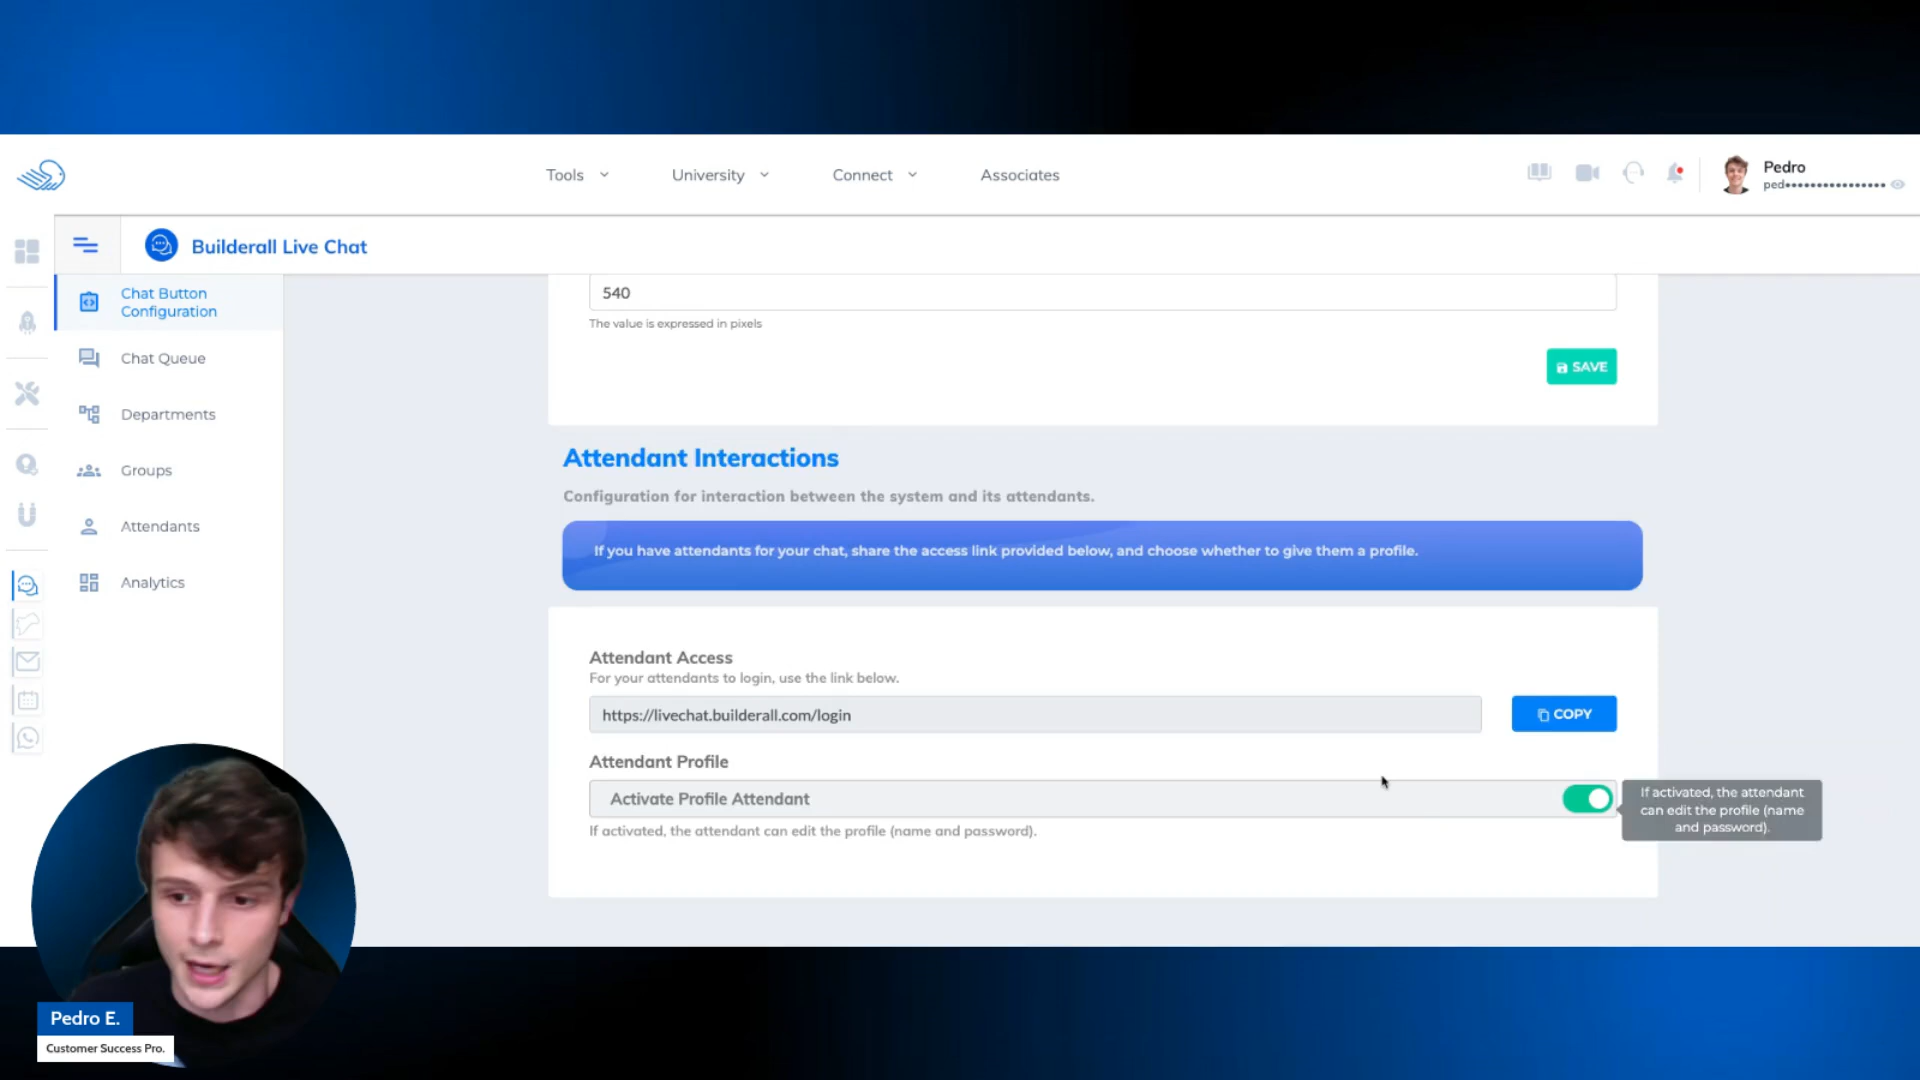 Tools
University
Connect
Associates
Pedro
ped••••••••••••••••
Builderall Live Chat
Chat Button
Configuration
Chat Queue
Departments
Groups
Attendants
Analytics
540
The value is expressed in pixels
SAVE
Attendant Interactions
Configuration for interaction between the system and its attendants.
If you have attendants for your chat, share the access link provided below, and choose whether to give them a profile.
Attendant Access
For your attendants to login, use the link below.
https://livechat.builderall.com/login
COPY
Attendant Profile
Activate Profile Attendant
If activated, the attendant can edit the profile (name and password).
If activated, the attendant
can edit the profile (name
and password).
Pedro E.
Customer Success Pro.